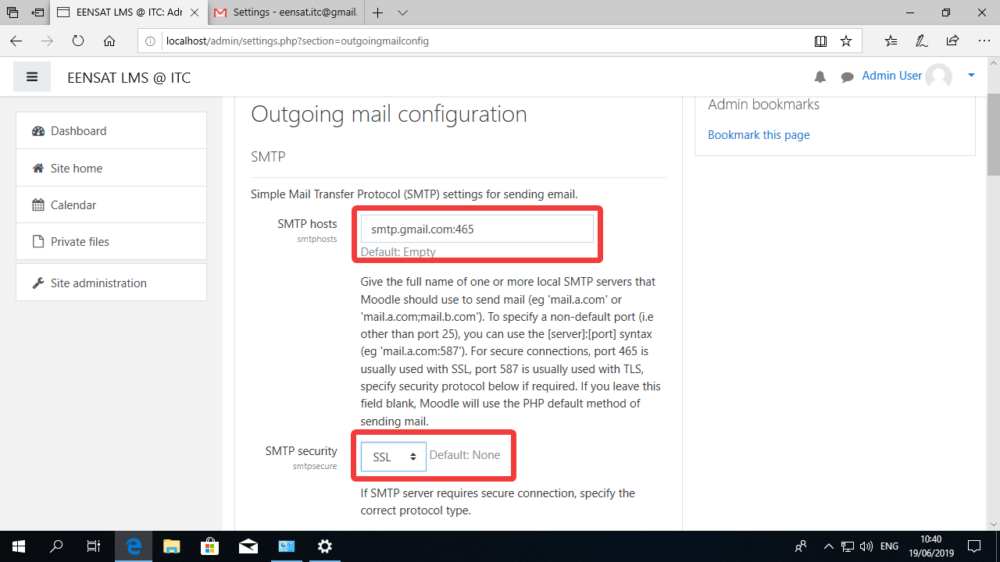 EENSAT LMS @ ITC: Adr
Settings - eensat.itc@gmail.
localhost/admin/settings.php?section=outgoingmailconfig
EENSAT LMS @ ITC
Admin User
Dashboard
Site home
Calendar
Private files
Site administration
Outgoing mail configuration
SMTP
Simple Mail Transfer Protocol (SMTP) settings for sending email.
SMTP hosts
smtphosts
smtp.gmail.com:465
Default: Empty
Give the full name of one or more local SMTP servers that
Moodle should use to send mail (eg 'mail.a.com' or
'mail.a.com;mail.b.com'). To specify a non-default port (i.e
other than port 25), you can use the [server]:[port] syntax
(eg 'mail.a.com:587'). For secure connections, port 465 is
usually used with SSL, port 587 is usually used with TLS,
specify security protocol below if required. If you leave this
field blank, Moodle will use the PHP default method of
sending mail.
SMTP security
smtpsecure
SSL
Default: None
If SMTP server requires secure connection, specify the
correct protocol type.
Admin bookmarks
Bookmark this page
ENG
10:40
19/06/2019